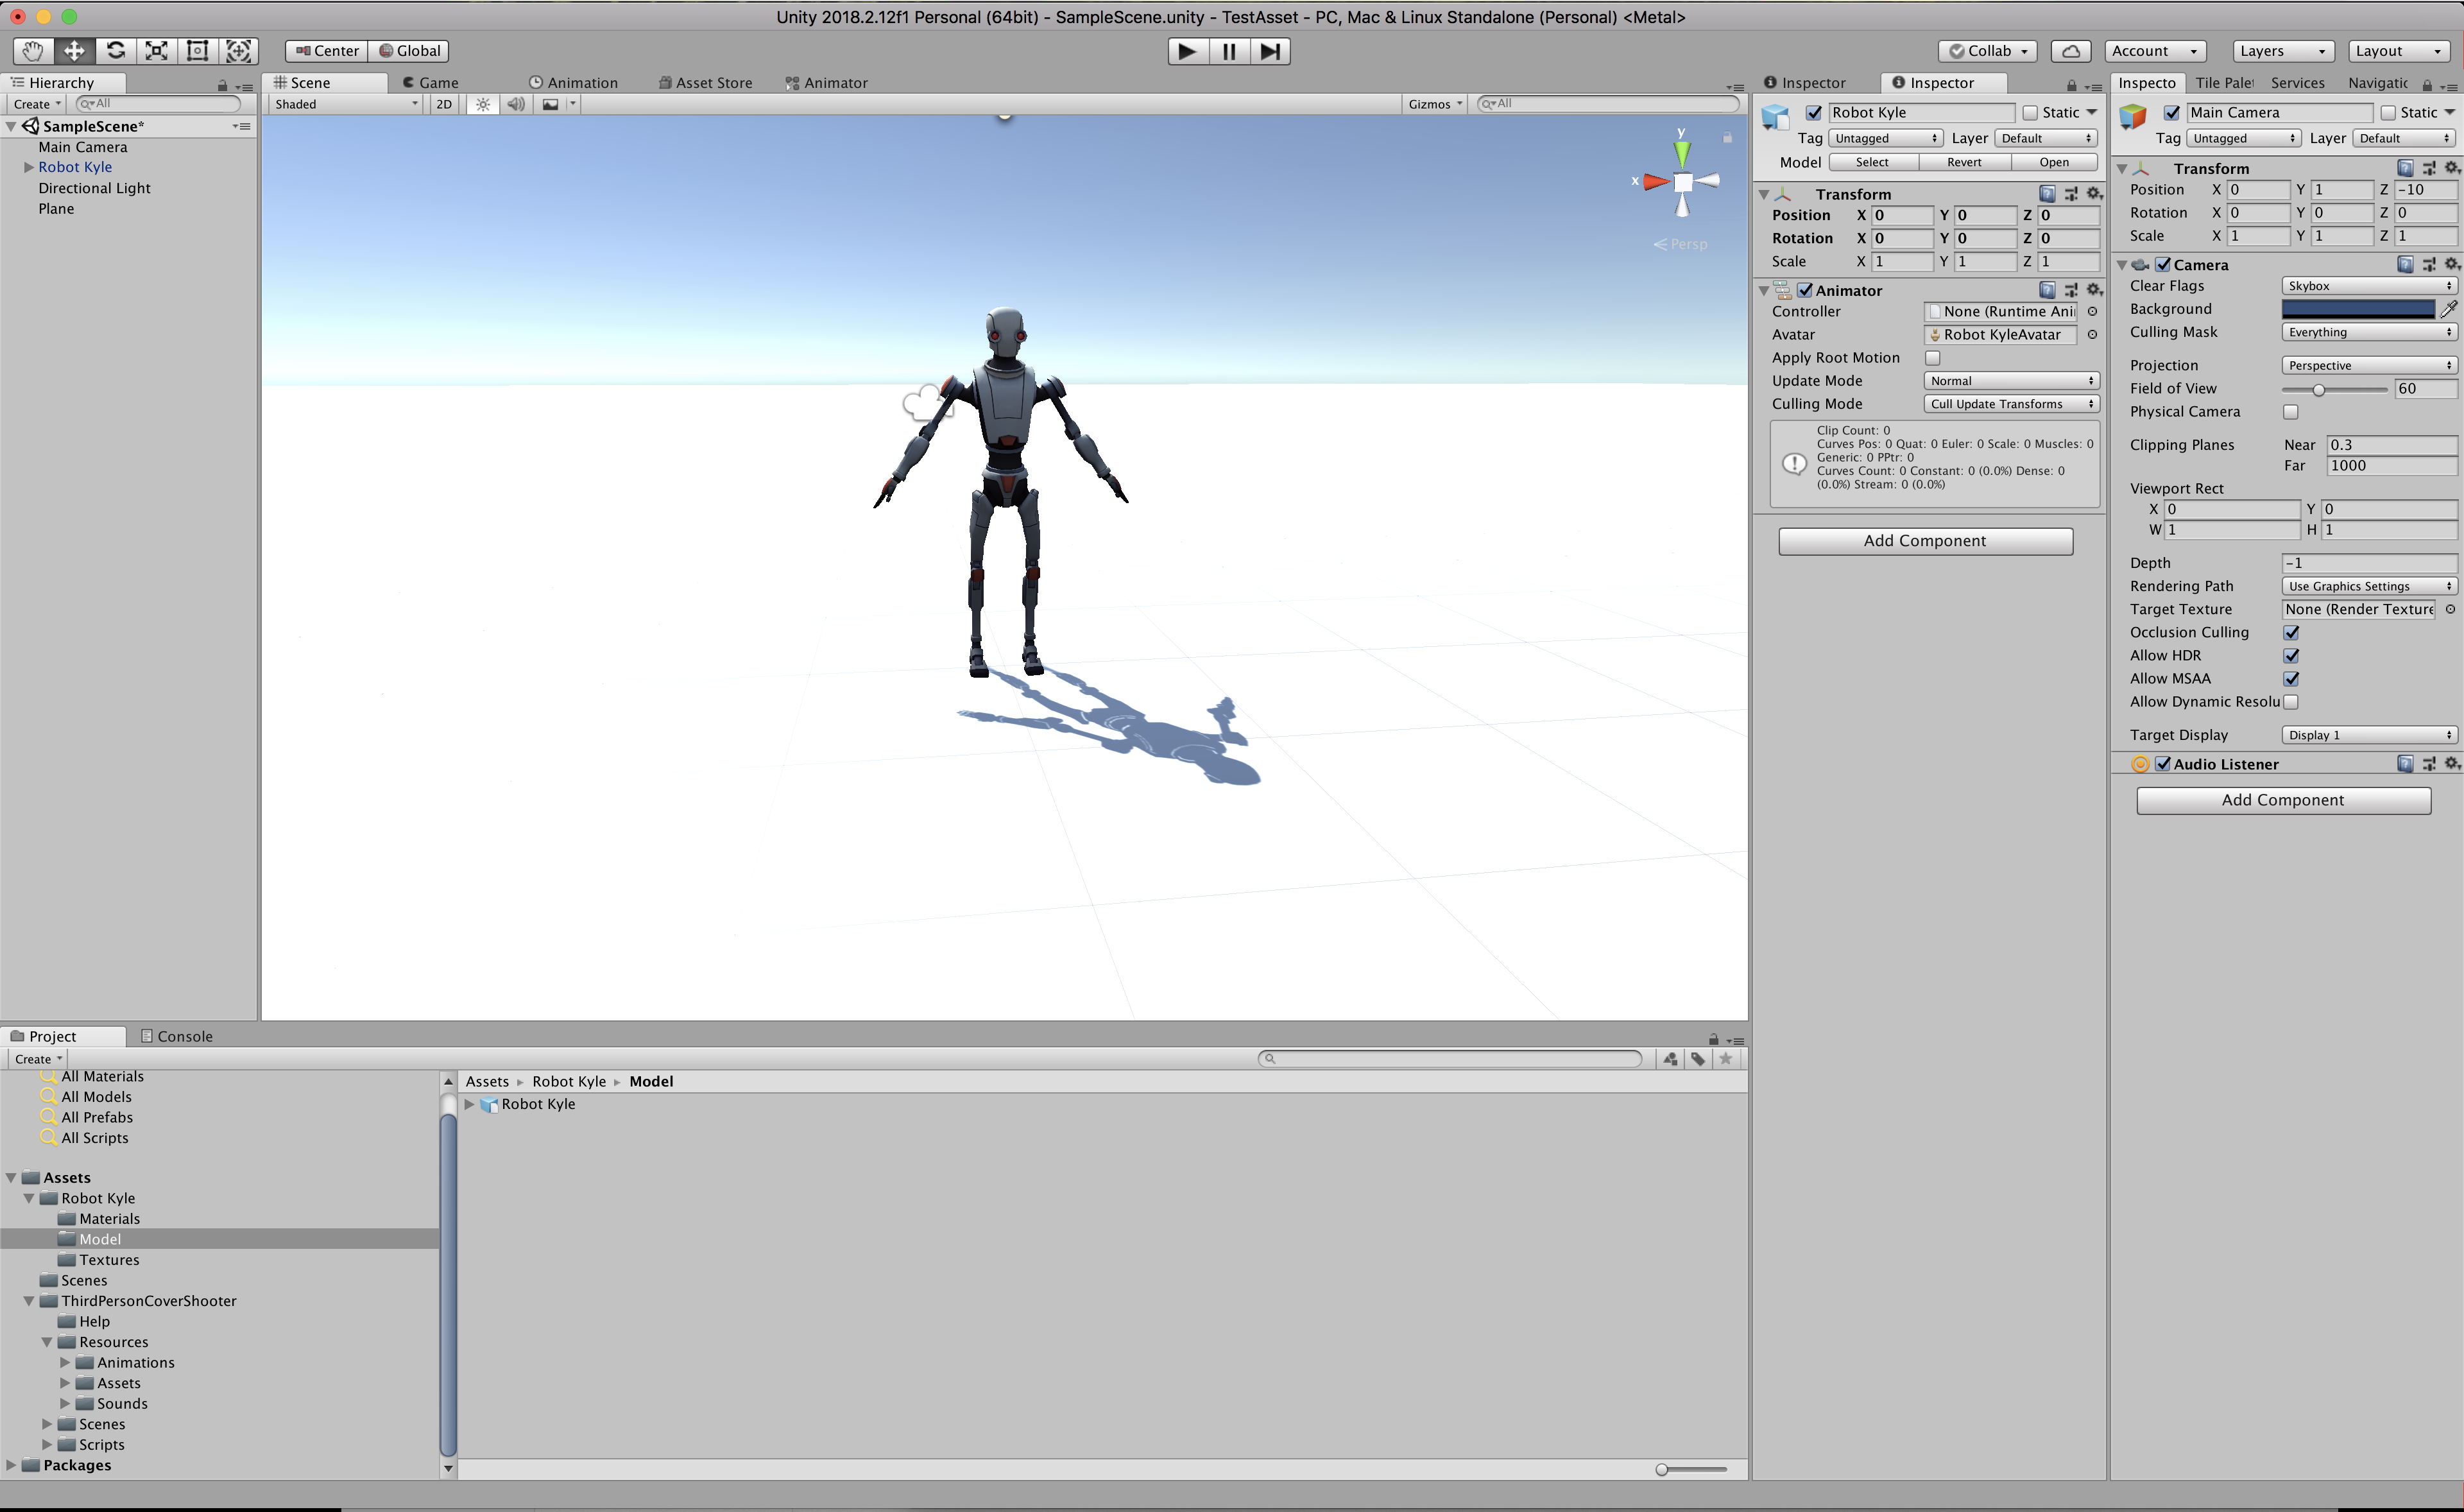 Unity 2018.2.12f1 Personal (64bit) - SampleScene.unity - TestAsset - PC, Mac & Linux Standalone (Personal) <Metal>
Center Global Collab Account Layers Layout
Hierarchy
Create All
SampleScene*
Main Camera
Robot Kyle
Directional Light
Plane
Scene Game Animation Asset Store Animator
Shaded 2D Gizmos All
y
x
Persp
Inspector Inspector
Robot Kyle Static
Tag Untagged Layer Default
Model Select Revert Open
Transform
Position X 0 Y 0 Z 0
Rotation X 0 Y 0 Z 0
Scale X 1 Y 1 Z 1
Animator
Controller None (Runtime Ani
Avatar Robot KyleAvatar
Apply Root Motion
Update Mode Normal
Culling Mode Cull Update Transforms
Clip Count: 0
Curves Pos: 0 Quat: 0 Euler: 0 Scale: 0 Muscles: 0
Generic: 0 PPtr: 0
Curves Count: 0 Constant: 0 (0.0%) Dense: 0
(0.0%) Stream: 0 (0.0%)
Add Component
Inspecto Tile Pale Services Navigatic
Main Camera Static
Tag Untagged Layer Default
Transform
Position X 0 Y 1 Z -10
Rotation X 0 Y 0 Z 0
Scale X 1 Y 1 Z 1
Camera
Clear Flags Skybox
Background
Culling Mask Everything
Projection Perspective
Field of View 60
Physical Camera
Clipping Planes Near 0.3
Far 1000
Viewport Rect
X 0 Y 0
W 1 H 1
Depth -1
Rendering Path Use Graphics Settings
Target Texture None (Render Texture
Occlusion Culling
Allow HDR
Allow MSAA
Allow Dynamic Resolu
Target Display Display 1
Audio Listener
Add Component
Project Console
Create
All Materials
All Models
All Prefabs
All Scripts
Assets
Robot Kyle
Materials
Model
Textures
Scenes
ThirdPersonCoverShooter
Help
Resources
Animations
Assets
Sounds
Scenes
Scripts
Packages
Assets Robot Kyle Model
Robot Kyle